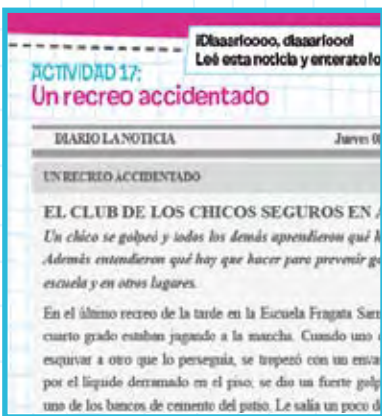 ¡Diaaarioooo, diaaariooo!
Leé esta noticia y enterate lo
ACTIVIDAD 17:
Un recreo accidentado
DIARIO LA NOTICIA Jueves 0
UN RECREO ACCIDENTADO
EL CLUB DE LOS CHICOS SEGUROS EN
Un chico se golpeó y todos los demás aprendieron qué
Además entendieron qué hay que hacer para prevenir
escuela y en otros lugares.
En el último recreo de la tarde en la Escuela Fragata
cuarto grado estaban jugando a la mancha. Cuando uno
esquivar a otro que lo perseguía, se tropezó con un
por el líquido derramado en el piso, se dio un fuerte
uno de los bancos de cemento del patio. Le salía un poco